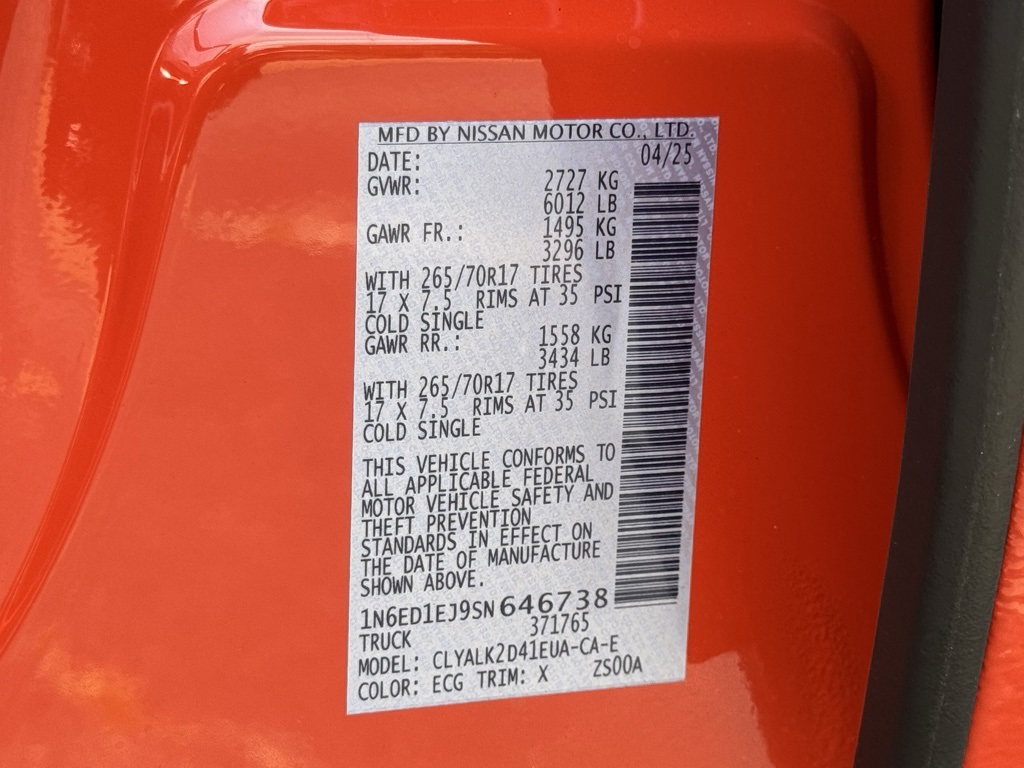 MFD BY NISSAN MOTOR CO., LTD.
DATE: 04/25
GVWR: 2727 KG
6012 LB
GAWR FR.: 1495 KG
3296 LB
WITH 265/70R17 TIRES
17 X 7.5 RIMS AT 35 PSI
COLD SINGLE
GAWR RR.: 1558 KG
3434 LB
WITH 265/70R17 TIRES
17 X 7.5 RIMS AT 35 PSI
COLD SINGLE
THIS VEHICLE CONFORMS TO
ALL APPLICABLE FEDERAL
MOTOR VEHICLE SAFETY AND
THEFT PREVENTION
STANDARDS IN EFFECT ON
THE DATE OF MANUFACTURE
SHOWN ABOVE.
1N6ED1EJ9SN646738
TRUCK 371765
MODEL: CLYALK2D41EUA-CA-E
COLOR: ECG TRIM: X ZS00A